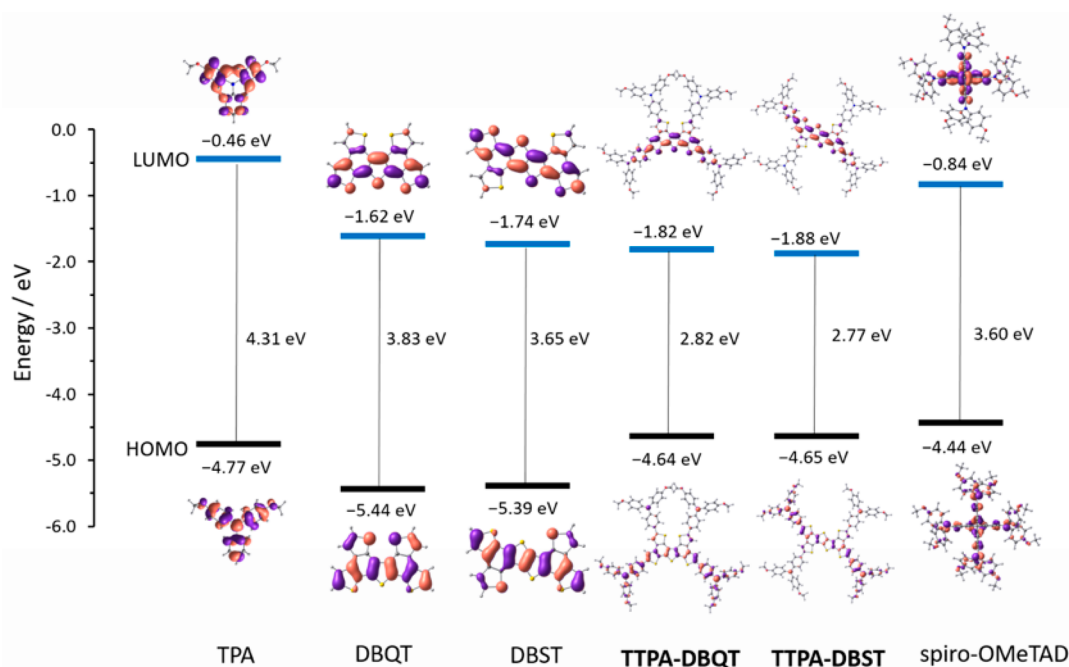 Energy / eV
0.0
-1.0
-2.0
-3.0
-4.0
-5.0
-6.0
LUMO
HOMO
−0.46 eV
4.31 eV
−4.77 eV
TPA
−1.62 eV
3.83 eV
−5.44 eV
DBQT
−1.74 eV
3.65 eV
−5.39 eV
DBST
−1.82 eV
2.82 eV
−4.64 eV
TTPA-DBQT
−1.88 eV
2.77 eV
−4.65 eV
TTPA-DBST
−0.84 eV
3.60 eV
−4.44 eV
spiro-OMeTAD